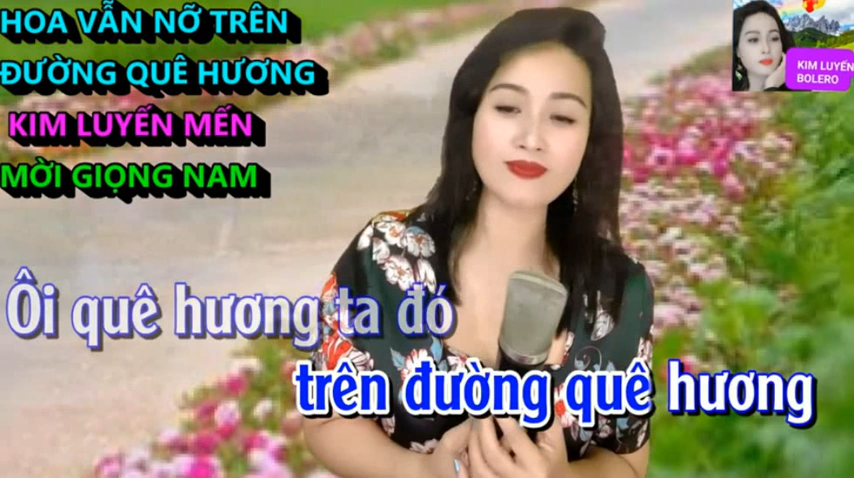 HOA VẪN NỠ TRÊN
ĐƯỜNG QUÊ HƯƠNG
KIM LUYẾN MẾN
MỜI GIỌNG NAM
KIM LUYẾN
BOLERO
Ôi quê hương ta đó
trên đường quê hương